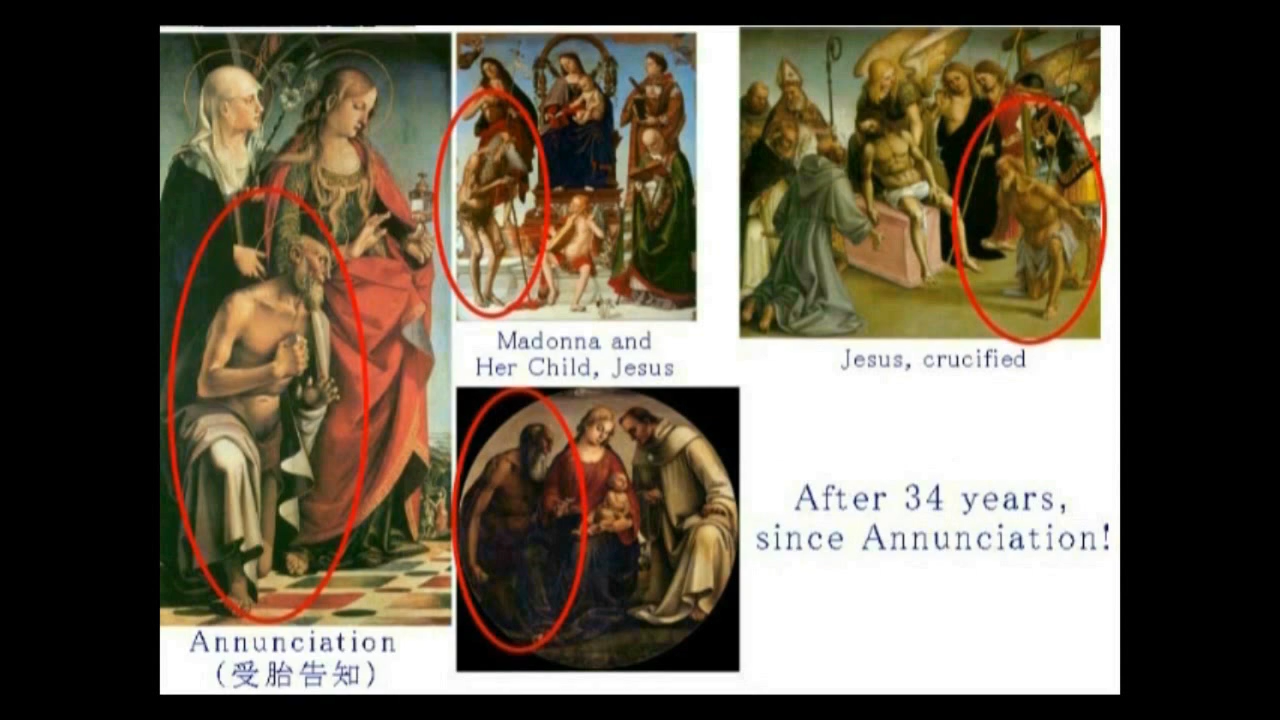 Annunciation
(受胎告知)
Madonna and
Her Child, Jesus
Jesus, crucified
After 34 years,
since Annunciation!